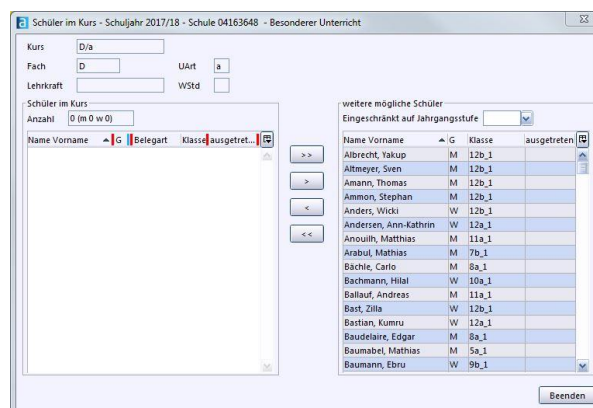 a Schüler im Kurs - Schuljahr 2017/18 - Schule 04163648 - Besonderer Unterricht
Kurs D/a
Fach D UArt a
Lehrkraft WStd
Schüler im Kurs
Anzahl 0 (m 0 w 0)
Name Vorname G Belegart Klasse ausgetret...
>>
>
<
<<
weitere mögliche Schüler
Eingeschränkt auf Jahrgangsstufe
Name Vorname G Klasse ausgetreten
Albrecht, Yakup M 12b_1
Altmeyer, Sven M 12b_1
Amann, Thomas M 12b_1
Ammon, Stephan M 12b_1
Anders, Wicki W 12b_1
Andersen, Ann-Kathrin W 12a_1
Anouilh, Matthias M 11a_1
Arabul, Mathias M 7b_1
Bächle, Carlo M 8a_1
Bachmann, Hilal W 10a_1
Ballauf, Andreas M 11a_1
Bast, Zilla W 12b_1
Bastian, Kumru W 12a_1
Baudelaire, Edgar M 8a_1
Baumabel, Mathias M 5a_1
Baumann, Ebru W 9b_1
Beenden